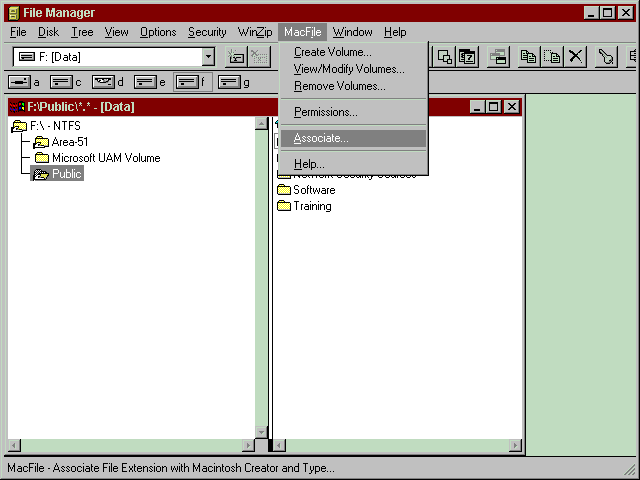 File Manager
File Disk Tree View Options Security WinZip MacFile Window Help
F: [Data]
a c d e f g
Create Volume...
View/Modify Volumes...
Remove Volumes...
Permissions...
Associate...
Help...
F:\Public\*.* - [Data]
F:\ - NTFS
Area-51
Microsoft UAM Volume
Public
Software
Training
MacFile - Associate File Extension with Macintosh Creator and Type...